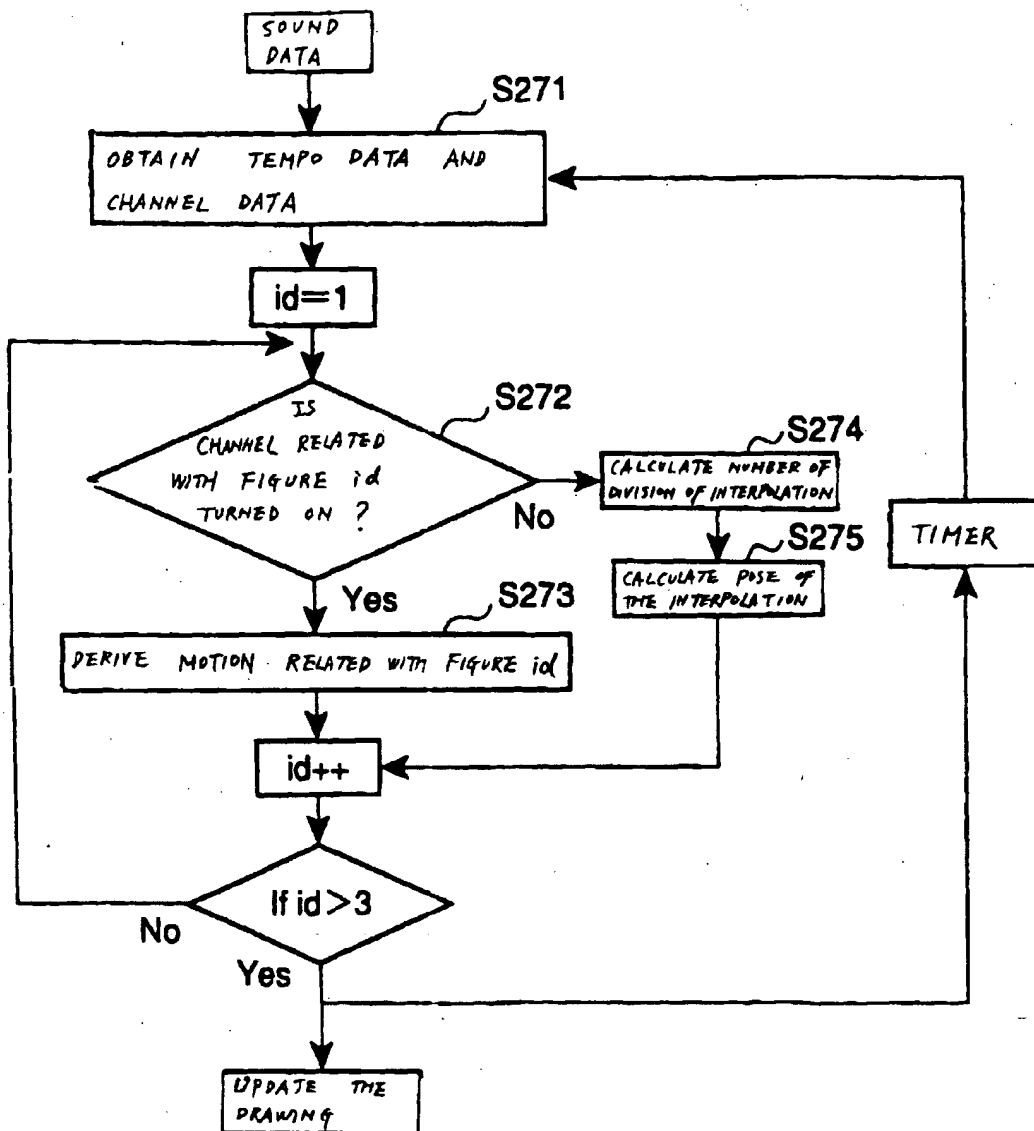 SOUND
DATA
S271
OBTAIN TEMPO DATA AND
CHANNEL DATA
id=1
S272
IS
CHANNEL RELATED
WITH FIGURE id
TURNED ON ?
No
S274
CALCULATE NUMBER OF
DIVISION OF INTERPOLATION
TIMER
S275
CALCULATE POSE OF
THE INTERPOLATION
Yes
S273
DERIVE MOTION RELATED WITH FIGURE id
id++
If id>3
No
Yes
UPDATE THE
DRAWING